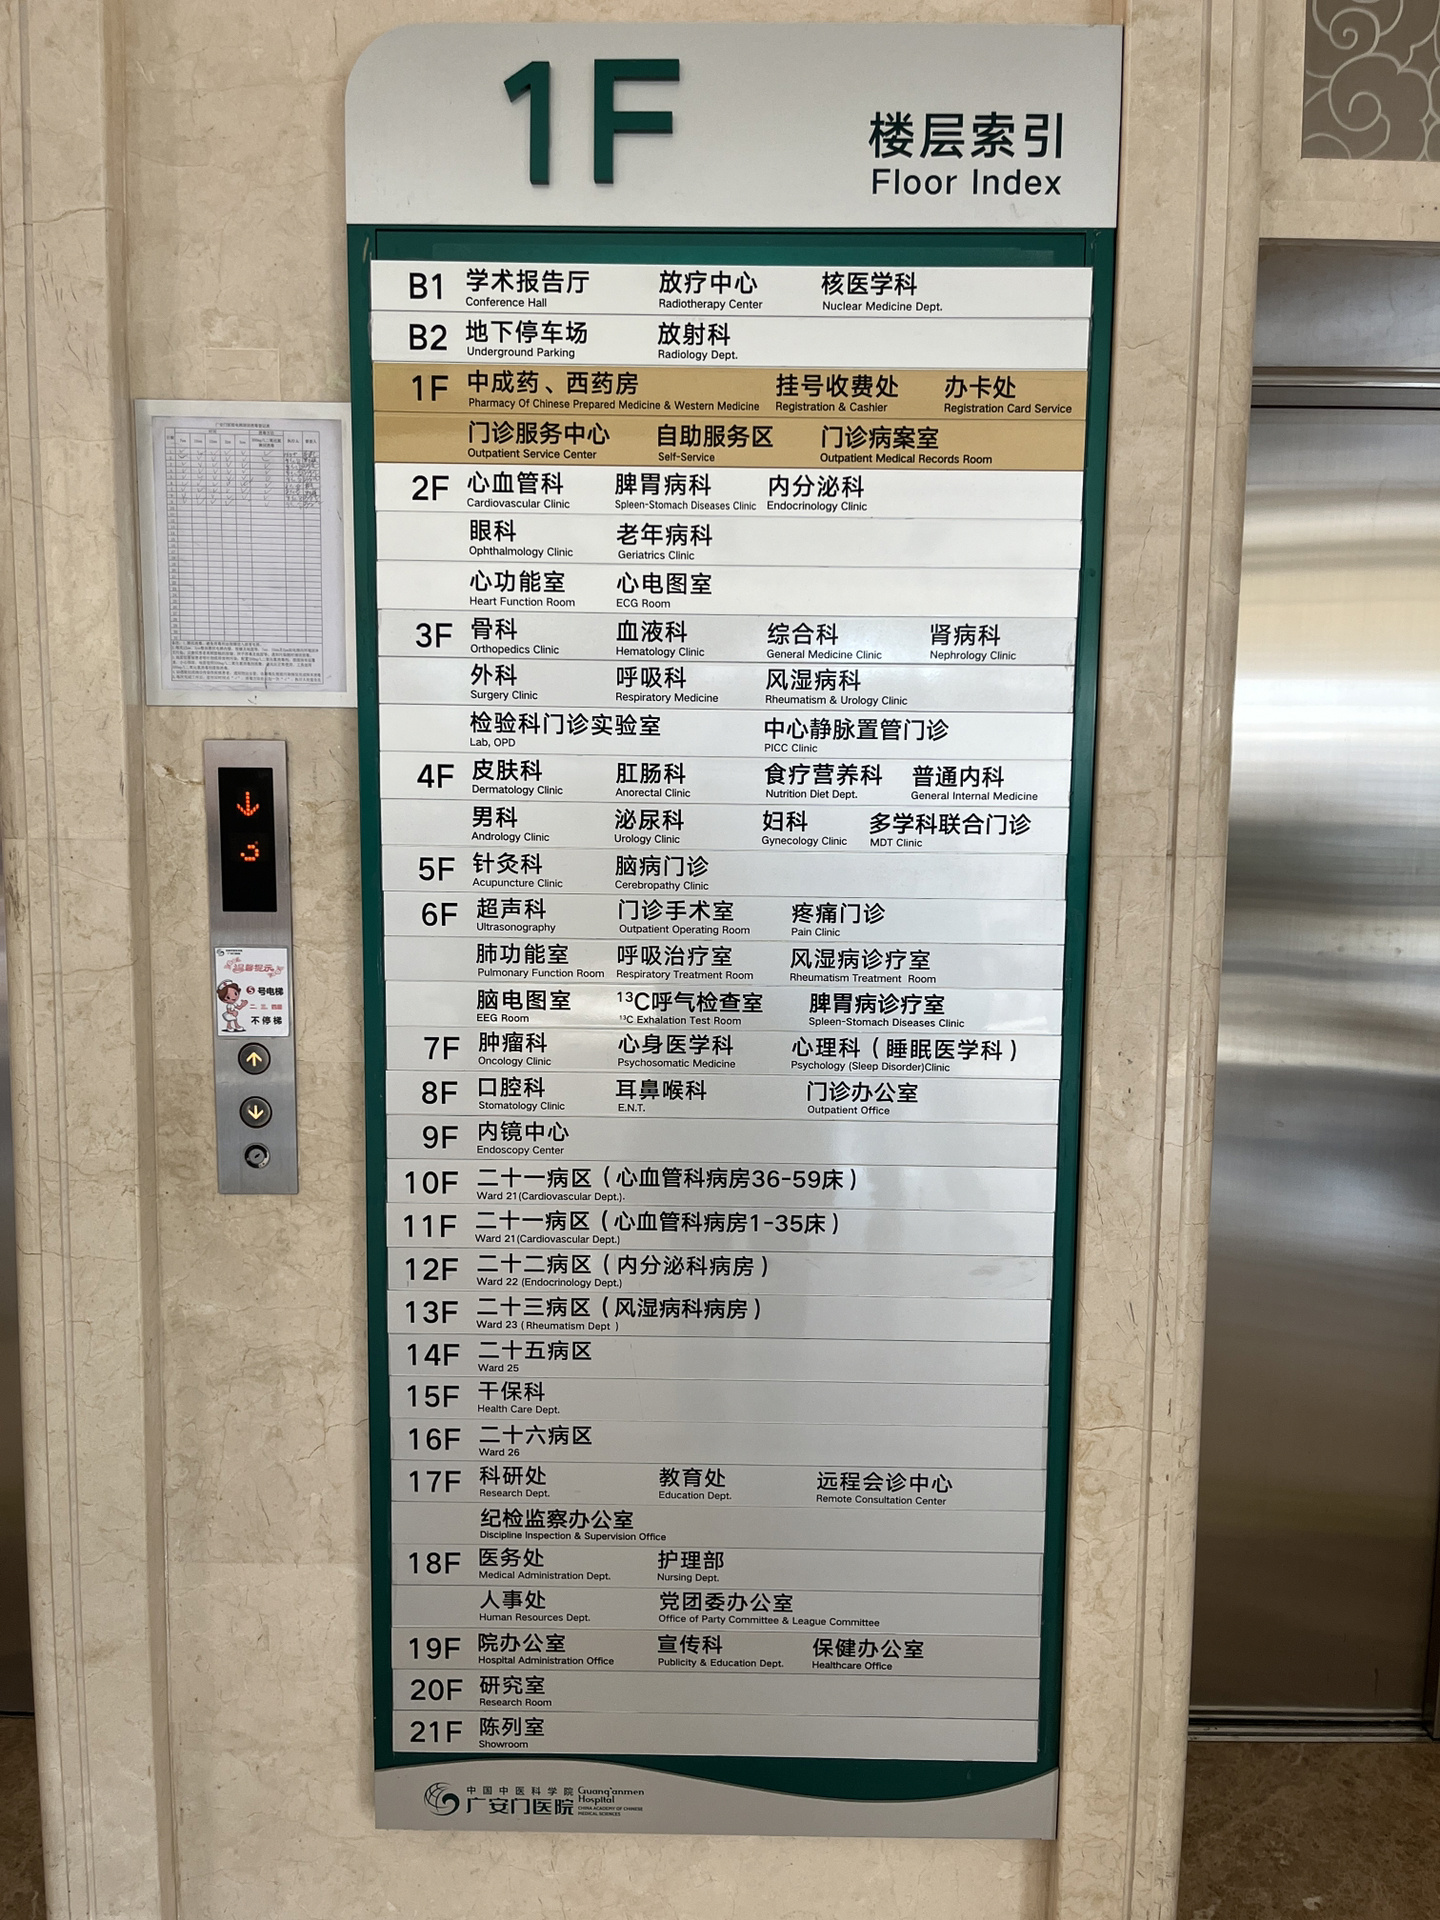 1F
楼层索引
Floor Index
B1 学术报告厅 放疗中心 核医学科
Conference Hall Radiotherapy Center Nuclear Medicine Dept.
B2 地下停车场 放射科
Underground Parking Radiology Dept.
1F 中成药、西药房 挂号收费处 办卡处
Pharmacy Of Chinese Prepared Medicine & Western Medicine Registration & Cashier Registration Card Service
门诊服务中心 自助服务区 门诊病案室
Outpatient Service Center Self-Service Outpatient Medical Records Room
2F 心血管科 脾胃病科 内分泌科
Cardiovascular Clinic Spleen-Stomach Diseases Clinic Endocrinology Clinic
眼科 老年病科
Ophthalmology Clinic Geriatrics Clinic
心功能室 心电图室
Heart Function Room ECG Room
3F 骨科 血液科 综合科 肾病科
Orthopedics Clinic Hematology Clinic General Medicine Clinic Nephrology Clinic
外科 呼吸科 风湿病科
Surgery Clinic Respiratory Medicine Rheumatism & Urology Clinic
检验科门诊实验室 中心静脉置管门诊
Lab, OPD PICC Clinic
4F 皮肤科 肛肠科 食疗营养科 普通内科
Dermatology Clinic Anorectal Clinic Nutrition Diet Dept. General Internal Medicine
男科 泌尿科 妇科 多学科联合门诊
Andrology Clinic Urology Clinic Gynecology Clinic MDT Clinic
5F 针灸科 脑病门诊
Acupuncture Clinic Cerebropathy Clinic
6F 超声科 门诊手术室 疼痛门诊
Ultrasonography Outpatient Operating Room Pain Clinic
肺功能室 呼吸治疗室 风湿病诊疗室
Pulmonary Function Room Respiratory Treatment Room Rheumatism Treatment Room
脑电图室 ¹³C呼气检查室 脾胃病诊疗室
EEG Room ¹³C Exhalation Test Room Spleen-Stomach Diseases Clinic
7F 肿瘤科 心身医学科 心理科（睡眠医学科）
Oncology Clinic Psychosomatic Medicine Psychology (Sleep Disorder)Clinic
8F 口腔科 耳鼻喉科 门诊办公室
Stomatology Clinic E.N.T. Outpatient Office
9F 内镜中心
Endoscopy Center
10F 二十一病区（心血管科病房36-59床）
Ward 21(Cardiovascular Dept.).
11F 二十一病区（心血管科病房1-35床）
Ward 21(Cardiovascular Dept.)
12F 二十二病区（内分泌科病房）
Ward 22 (Endocrinology Dept.)
13F 二十三病区（风湿病科病房）
Ward 23 (Rheumatism Dept )
14F 二十五病区
Ward 25
15F 干保科
Health Care Dept.
16F 二十六病区
Ward 26
17F 科研处 教育处 远程会诊中心
Research Dept. Education Dept. Remote Consultation Center
纪检监察办公室
Discipline Inspection & Supervision Office
18F 医务处 护理部
Medical Administration Dept. Nursing Dept.
人事处 党团委办公室
Human Resources Dept. Office of Party Committee & League Committee
19F 院办公室 宣传科 保健办公室
Hospital Administration Office Publicity & Education Dept. Healthcare Office
20F 研究室
Research Room
21F 陈列室
Showroom
中国中医科学院 Guang'anmen
广安门医院 Hospital
CHINA ACADEMY OF CHINESE
MEDICAL SCIENCES
温馨提示
5号电梯
二、三、四层
不停梯